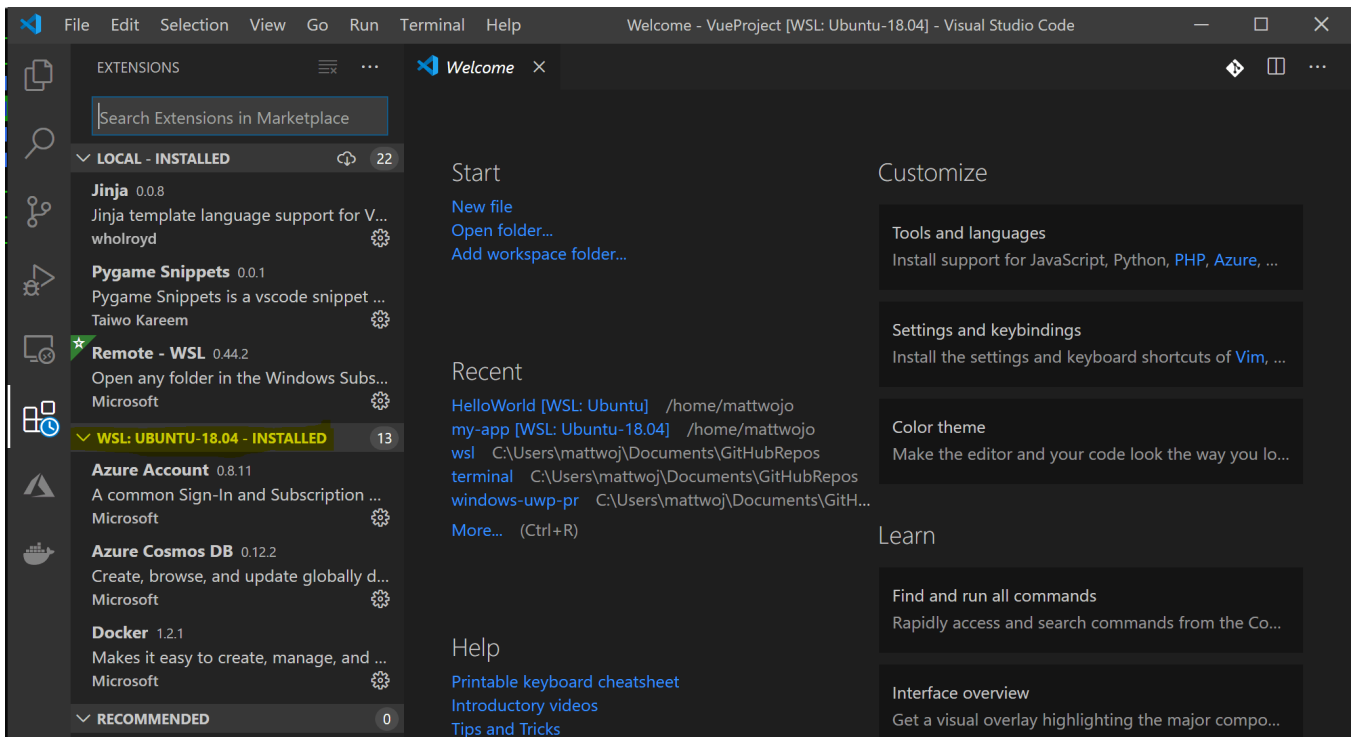 File Edit Selection View Go Run Terminal Help Welcome - VueProject [WSL: Ubuntu-18.04] - Visual Studio Code
EXTENSIONS
Search Extensions in Marketplace
LOCAL - INSTALLED 22
Jinja 0.0.8
Jinja template language support for V...
wholroyd
Pygame Snippets 0.0.1
Pygame Snippets is a vscode snippet ...
Taiwo Kareem
Remote - WSL 0.44.2
Open any folder in the Windows Subs...
Microsoft
WSL: UBUNTU-18.04 - INSTALLED 13
Azure Account 0.8.11
A common Sign-In and Subscription ...
Microsoft
Azure Cosmos DB 0.12.2
Create, browse, and update globally d...
Microsoft
Docker 1.2.1
Makes it easy to create, manage, and ...
Microsoft
RECOMMENDED 0
Welcome
Start
New file
Open folder...
Add workspace folder...
Recent
HelloWorld [WSL: Ubuntu] /home/mattwojo
my-app [WSL: Ubuntu-18.04] /home/mattwojo
wsl C:\Users\mattwoj\Documents\GitHubRepos
terminal C:\Users\mattwoj\Documents\GitHubRepos
windows-uwp-pr C:\Users\mattwoj\Documents\GitH...
More... (Ctrl+R)
Help
Printable keyboard cheatsheet
Introductory videos
Tips and Tricks
Customize
Tools and languages
Install support for JavaScript, Python, PHP, Azure, ...
Settings and keybindings
Install the settings and keyboard shortcuts of Vim, ...
Color theme
Make the editor and your code look the way you lo...
Learn
Find and run all commands
Rapidly access and search commands from the Co...
Interface overview
Get a visual overlay highlighting the major compo...